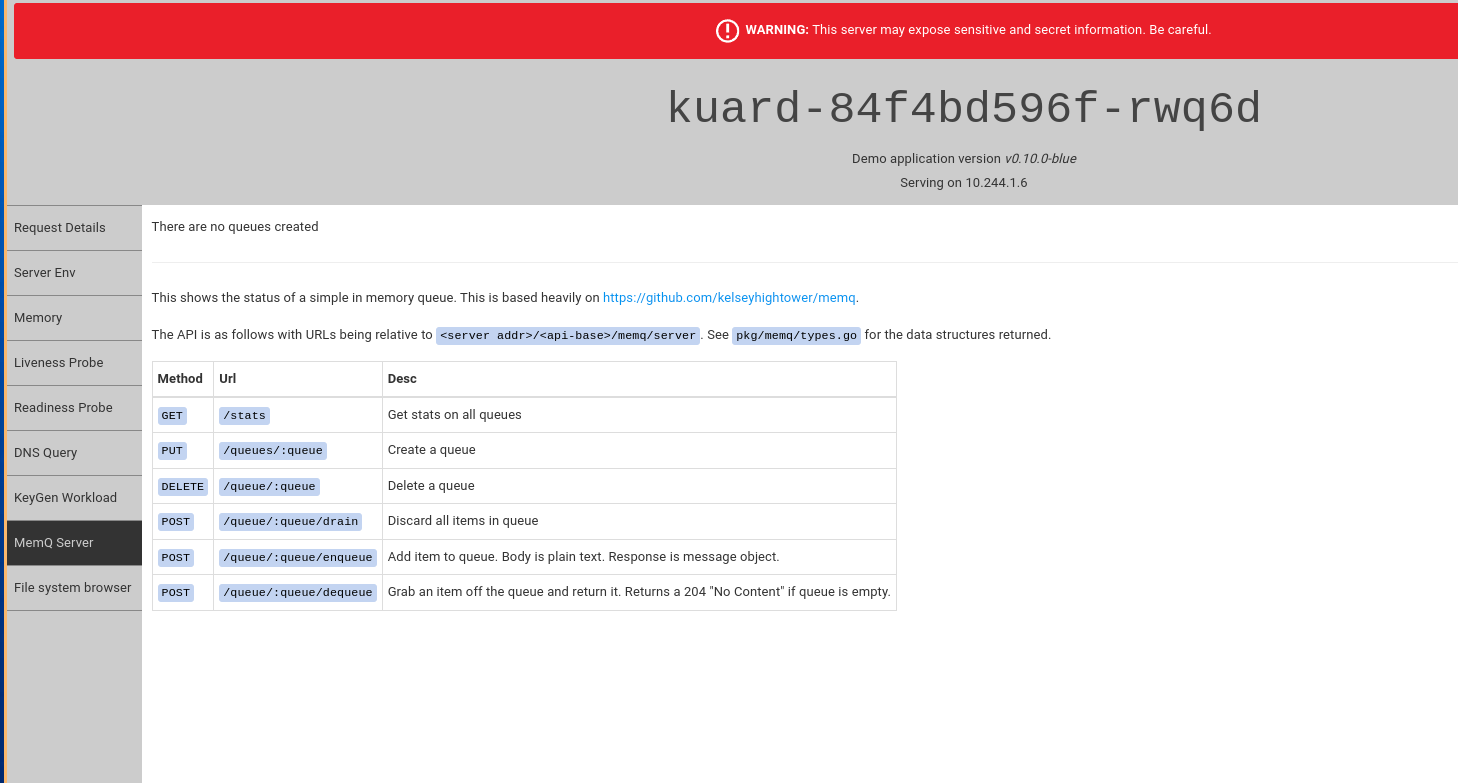 WARNING: This server may expose sensitive and secret information. Be careful.
kuard-84f4bd596f-rwq6d
Demo application version v0.10.0-blue
Serving on 10.244.1.6
Request Details
Server Env
Memory
Liveness Probe
Readiness Probe
DNS Query
KeyGen Workload
MemQ Server
File system browser
There are no queues created
This shows the status of a simple in memory queue. This is based heavily on https://github.com/kelseyhightower/memq.
The API is as follows with URLs being relative to <server addr>/<api-base>/memq/server. See pkg/memq/types.go for the data structures returned.
Method Url Desc
GET /stats Get stats on all queues
PUT /queues/:queue Create a queue
DELETE /queue/:queue Delete a queue
POST /queue/:queue/drain Discard all items in queue
POST /queue/:queue/enqueue Add item to queue. Body is plain text. Response is message object.
POST /queue/:queue/dequeue Grab an item off the queue and return it. Returns a 204 "No Content" if queue is empty.